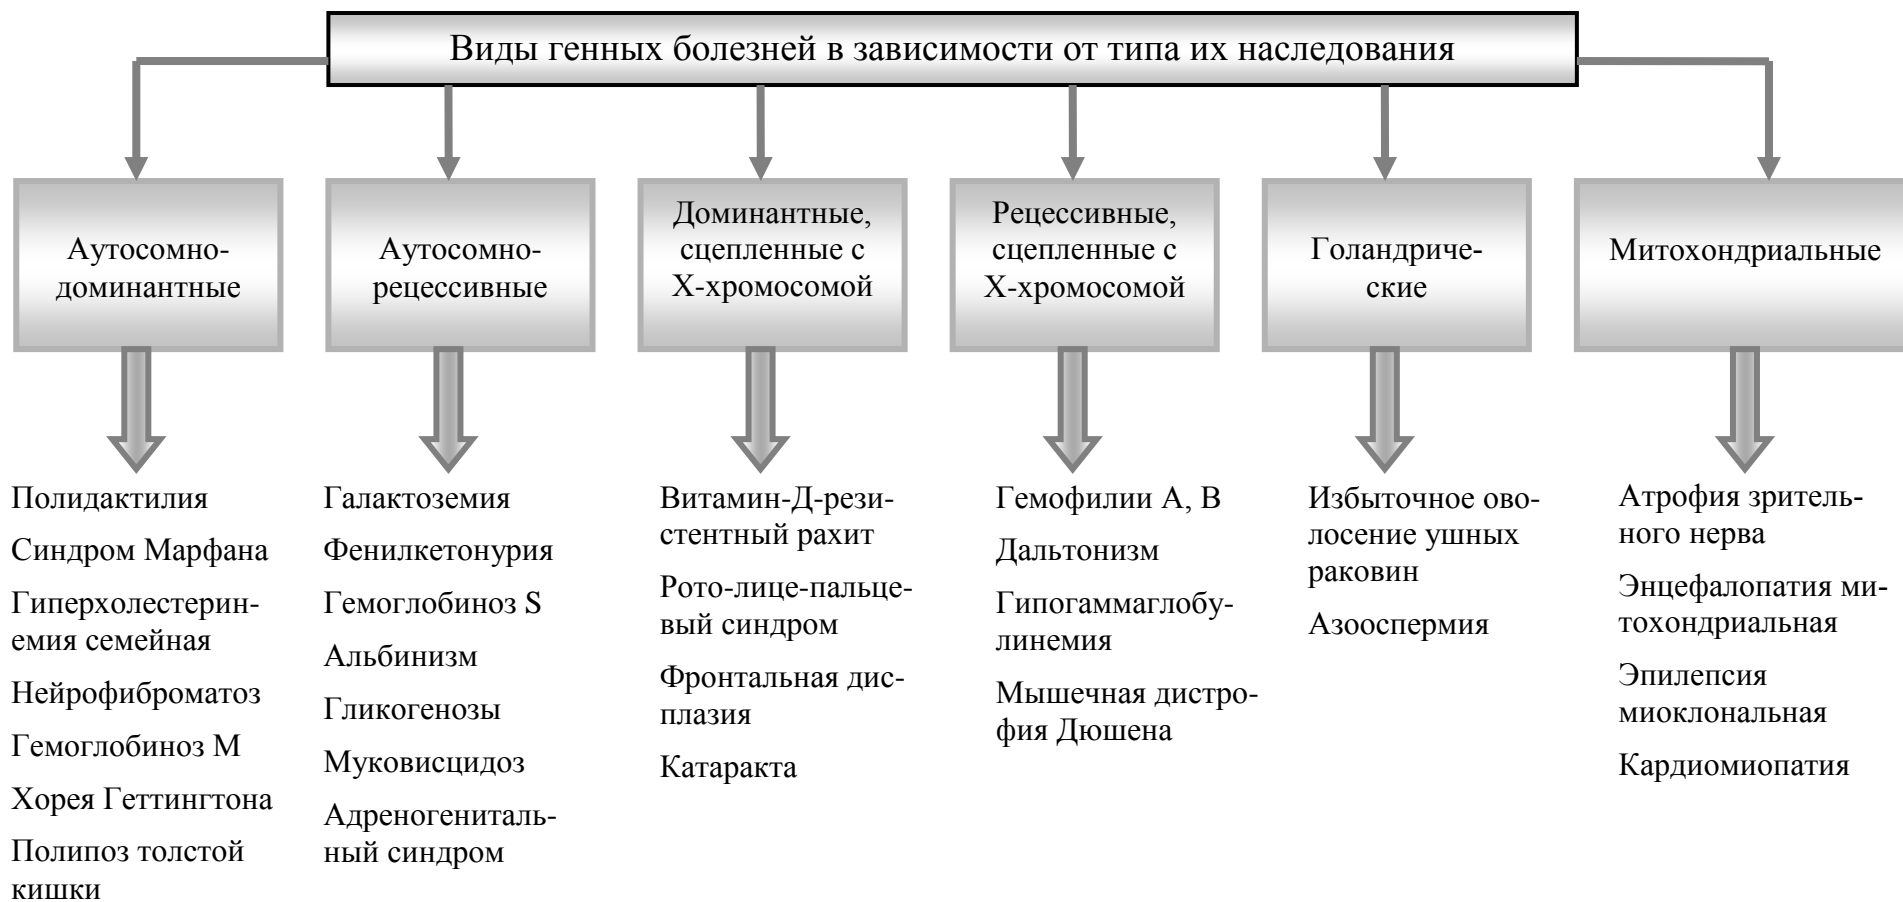 Виды генных болезней в зависимости от типа их наследования
Аутосомно-
доминантные
Аутосомно-
рецессивные
Доминантные,
сцепленные с
Х-хромосомой
Рецессивные,
сцепленные с
Х-хромосомой
Голандриче-
ские
Митохондриальные
Полидактилия
Синдром Марфана
Гиперхолестерин-
емия семейная
Нейрофиброматоз
Гемоглобиноз М
Хорея Геттингтона
Полипоз толстой
кишки
Галактоземия
Фенилкетонурия
Гемоглобиноз S
Альбинизм
Гликогенозы
Муковисцидоз
Адреногениталь-
ный синдром
Витамин-Д-рези-
стентный рахит
Рото-лице-пальце-
вый синдром
Фронтальная дис-
плазия
Катаракта
Гемофилии А, В
Дальтонизм
Гипогаммаглобу-
линемия
Мышечная дистро-
фия Дюшена
Избыточное ово-
лосение ушных
раковин
Азооспермия
Атрофия зритель-
ного нерва
Энцефалопатия ми-
тохондриальная
Эпилепсия
миоклональная
Кардиомиопатия